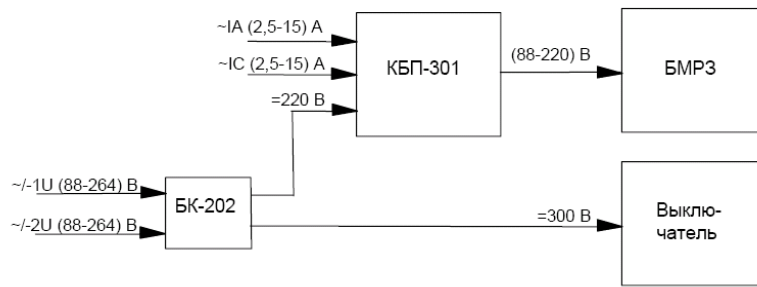 ~IA (2,5-15) А
~IC (2,5-15) А
=220 В
КБП-301
(88-220) В
БМРЗ
~/-1U (88-264) В
~/-2U (88-264) В
БК-202
=300 В
Выклю-
чатель